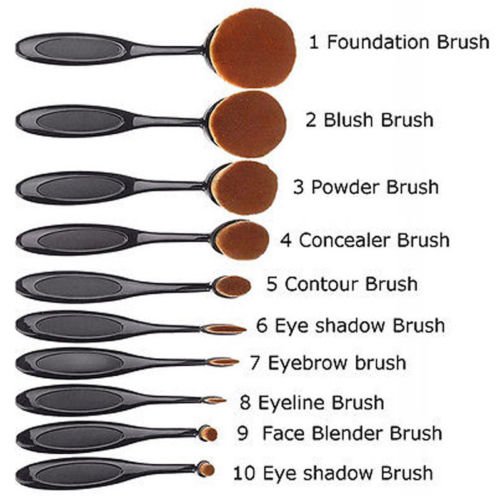 1 Foundation Brush
2 Blush Brush
3 Powder Brush
4 Concealer Brush
5 Contour Brush
6 Eye shadow Brush
7 Eyebrow brush
8 Eyeline Brush
9 Face Blender Brush
10 Eye shadow Brush